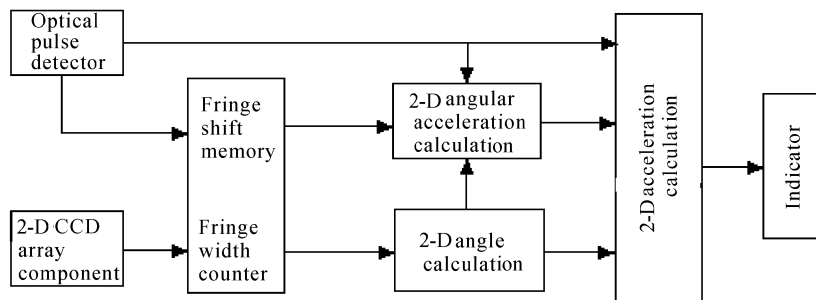 Optical
pulse
detector
Fringe
shift
memory
2-D angular
acceleration
calculation
2-D acceleration
calculation
Indicator
2-D CCD
array
component
Fringe
width
counter
2-D angle
calculation